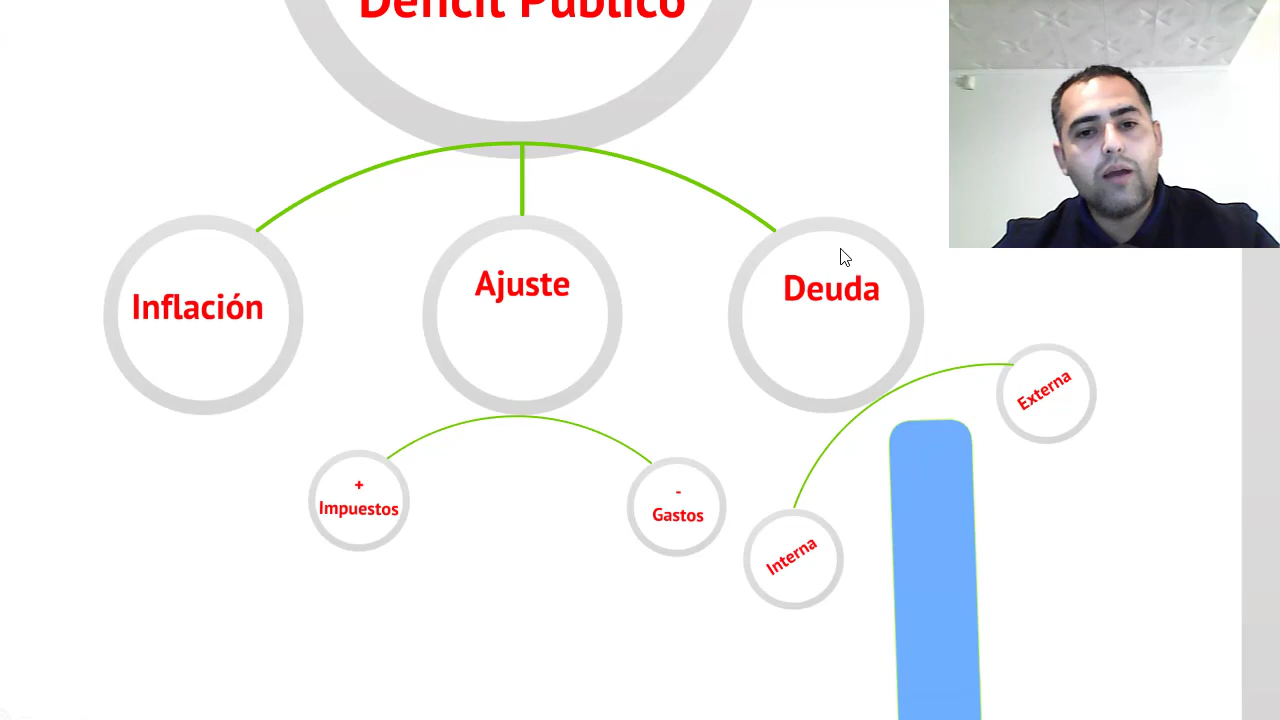 Déficit Público
Inflación
Ajuste
Deuda
+
Impuestos
-
Gastos
Interna
Externa